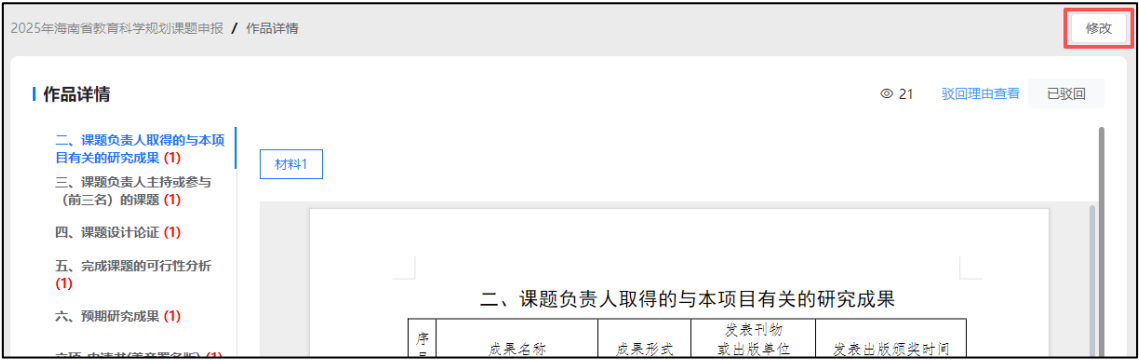 2025年海南省教育科学规划课题申报 / 作品详情
修改
作品详情
21 驳回理由查看 已驳回
二、课题负责人取得的与本项
目有关的研究成果 (1)
三、课题负责人主持或参与
（前三名）的课题 (1)
四、课题设计论证 (1)
五、完成课题的可行性分析
(1)
六、预期研究成果 (1)
材料1
二、课题负责人取得的与本项目有关的研究成果
序
成果名称
成果形式
发表刊物
或出版单位
发表出版颁奖时间